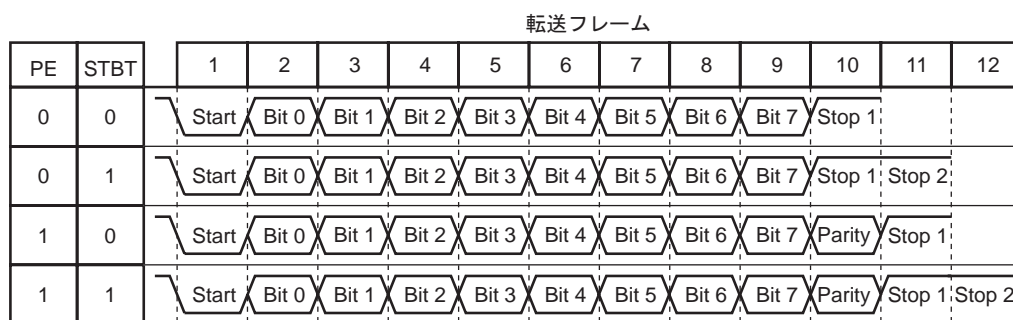 転送フレーム
PE STBT 1 2 3 4 5 6 7 8 9 10 11 12
0 0 Start Bit 0 Bit 1 Bit 2 Bit 3 Bit 4 Bit 5 Bit 6 Bit 7 Stop 1
0 1 Start Bit 0 Bit 1 Bit 2 Bit 3 Bit 4 Bit 5 Bit 6 Bit 7 Stop 1 Stop 2
1 0 Start Bit 0 Bit 1 Bit 2 Bit 3 Bit 4 Bit 5 Bit 6 Bit 7 Parity Stop 1
1 1 Start Bit 0 Bit 1 Bit 2 Bit 3 Bit 4 Bit 5 Bit 6 Bit 7 Parity Stop 1 Stop 2